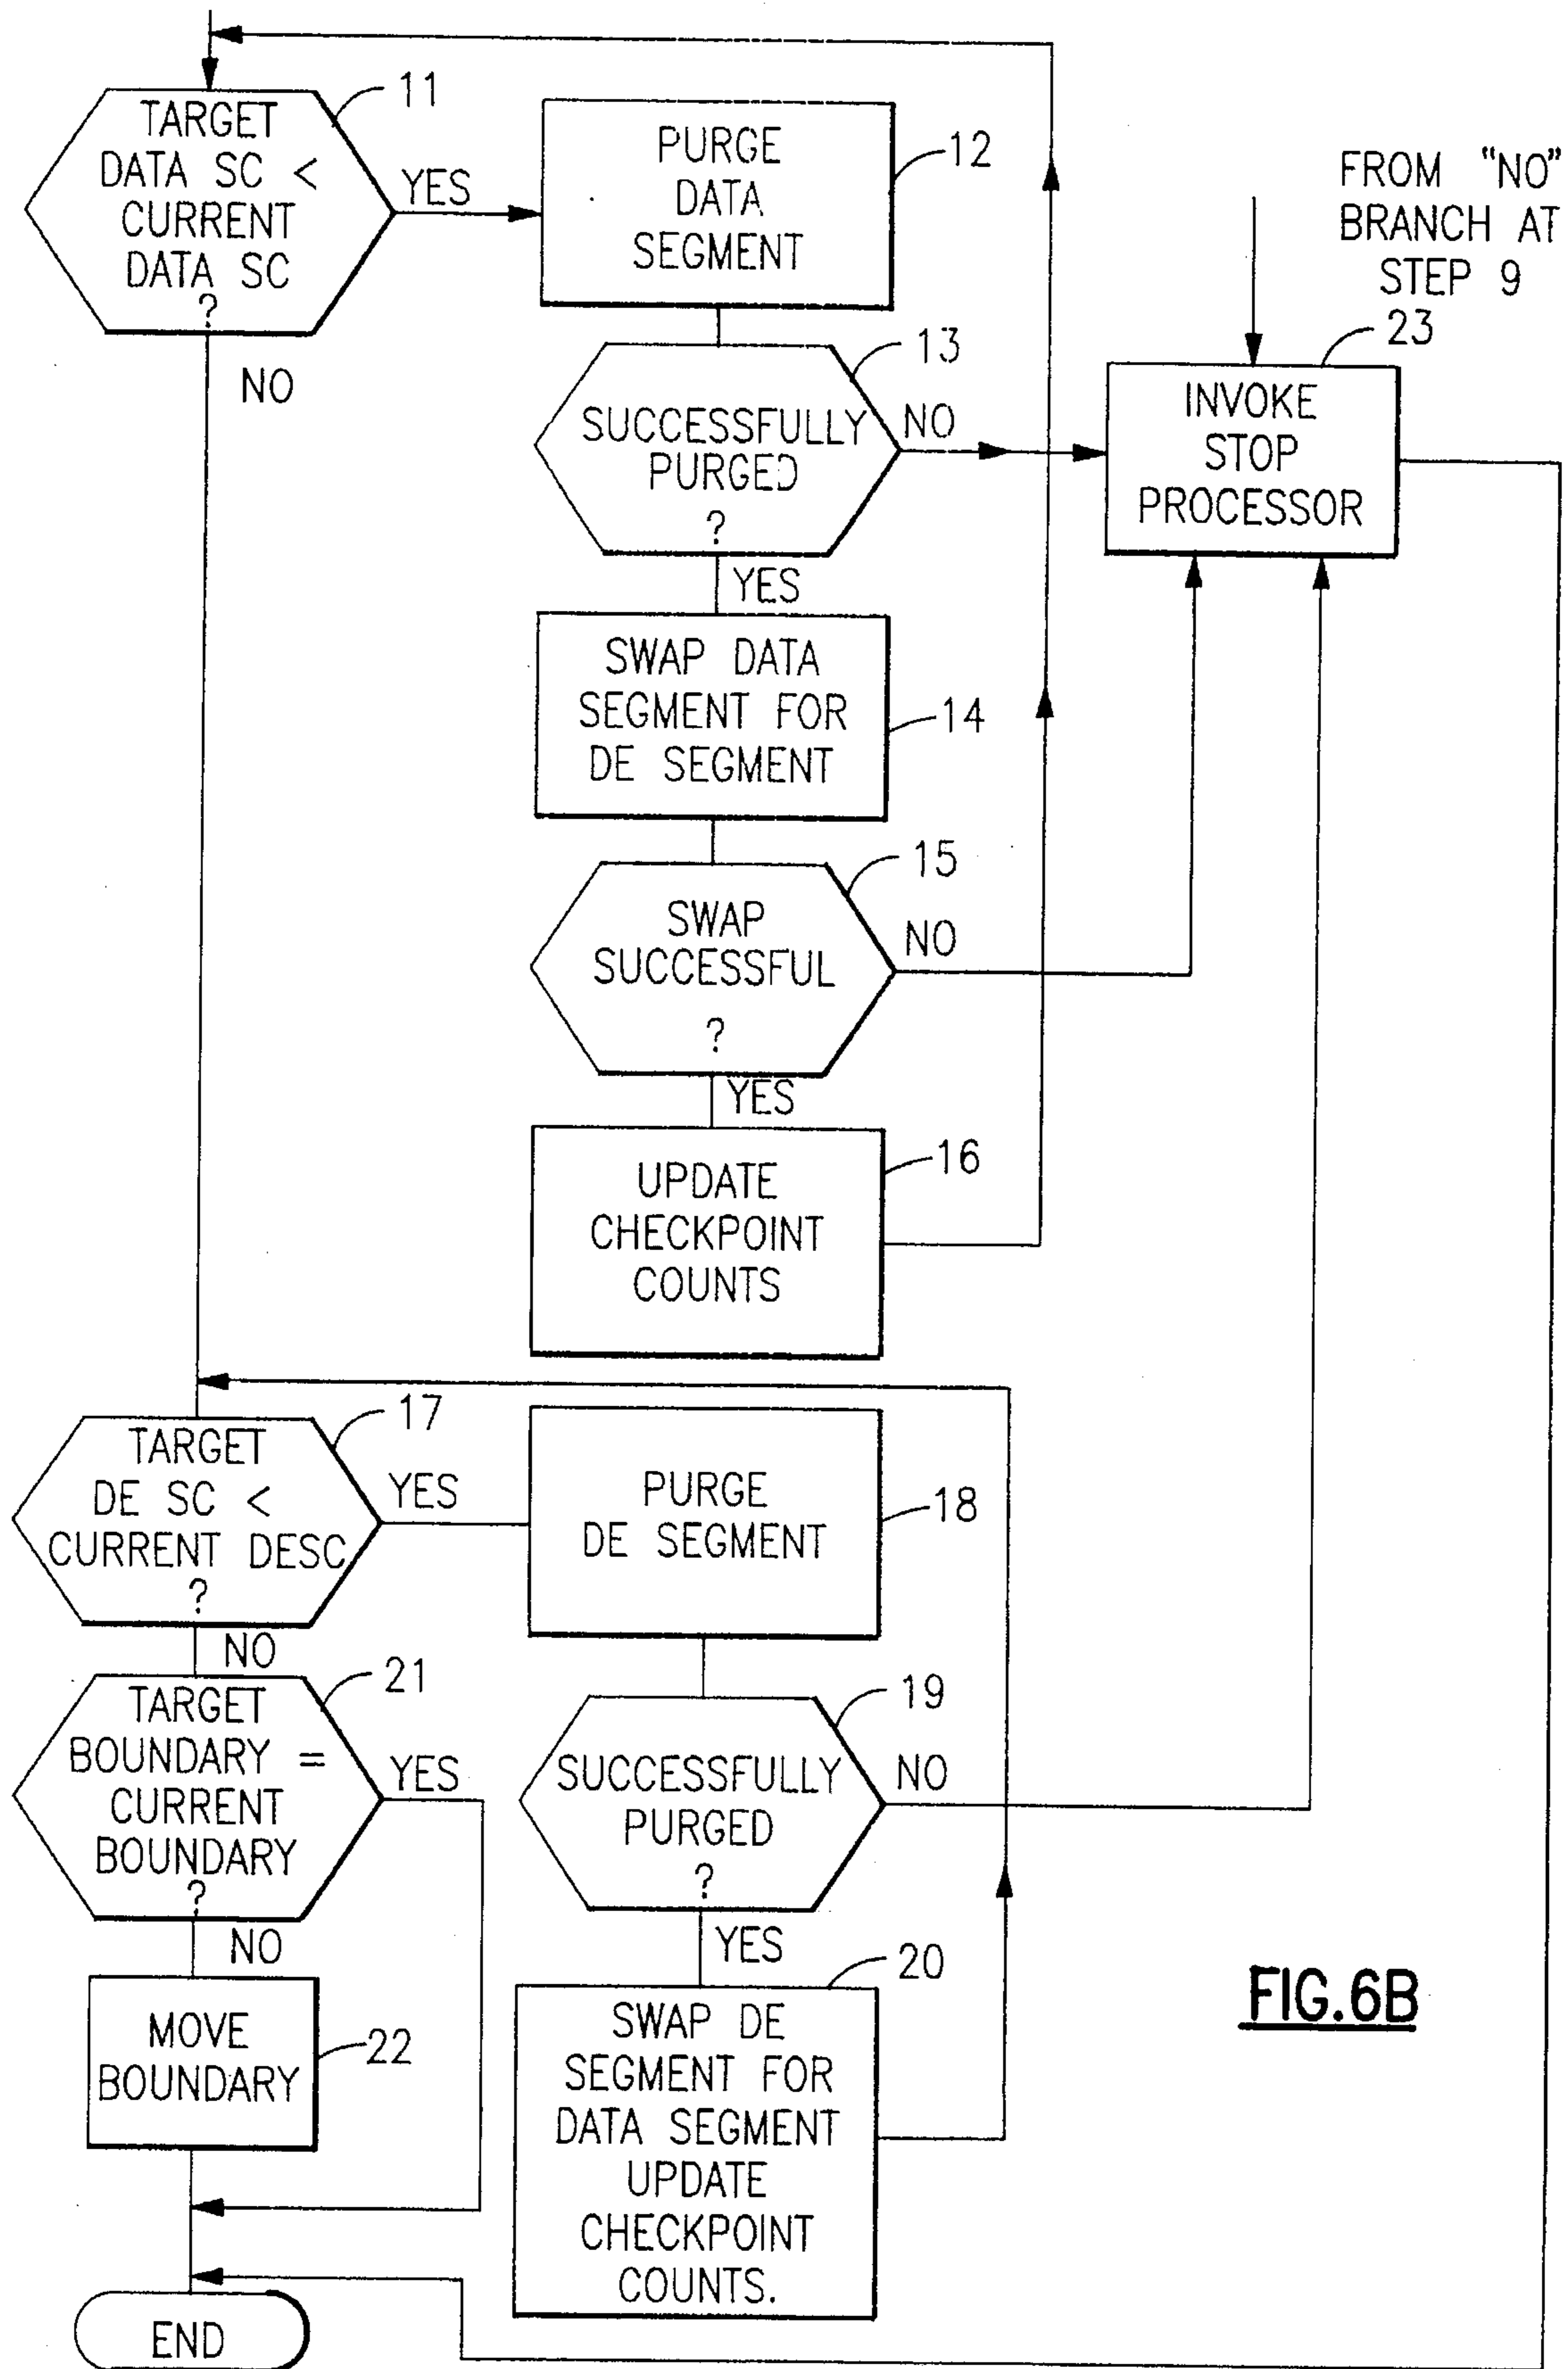 TARGET
DATA SC <
CURRENT
DATA SC
?
11
YES
NO
PURGE
DATA
SEGMENT
12
FROM "NO"
BRANCH AT
STEP 9
23
INVOKE
STOP
PROCESSOR
SUCCESSFULLY
PURGED
?
13
NO
YES
SWAP DATA
SEGMENT FOR
DE SEGMENT
14
SWAP
SUCCESSFUL
?
15
NO
YES
UPDATE
CHECKPOINT
COUNTS
16
TARGET
DE SC <
CURRENT DESC
?
17
YES
NO
PURGE
DE SEGMENT
18
TARGET
BOUNDARY =
CURRENT
BOUNDARY
?
21
YES
NO
SUCCESSFULLY
PURGED
?
19
NO
YES
MOVE
BOUNDARY
22
SWAP DE
SEGMENT FOR
DATA SEGMENT
UPDATE
CHECKPOINT
COUNTS.
20
END
FIG.6B